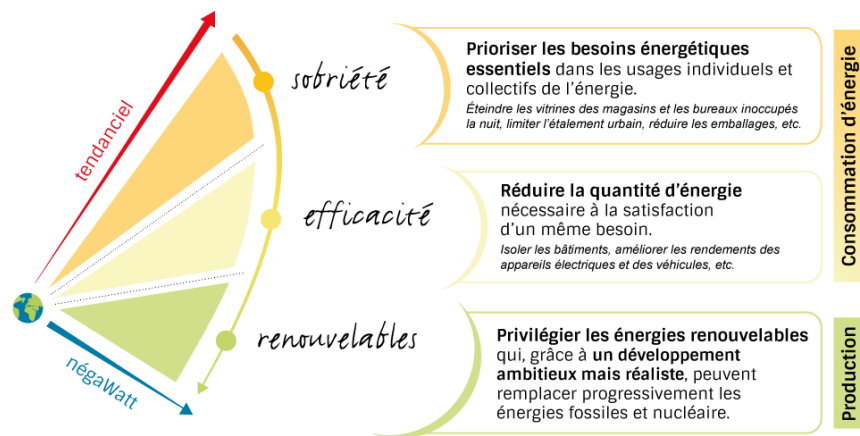 tendanciel
sobriété
Prioriser les besoins énergétiques
essentiels dans les usages individuels et
collectifs de l'énergie.
Éteindre les vitrines des magasins et les bureaux inoccupés
la nuit, limiter l'étalement urbain, réduire les emballages, etc.
efficacité
Réduire la quantité d'énergie
nécessaire à la satisfaction
d'un même besoin.
Isoler les bâtiments, améliorer les rendements des
appareils électriques et des véhicules, etc.
Consommation d'énergie
renouvelables
Privilégier les énergies renouvelables
qui, grâce à un développement
ambitieux mais réaliste, peuvent
remplacer progressivement les
énergies fossiles et nucléaire.
Production
négaWatt